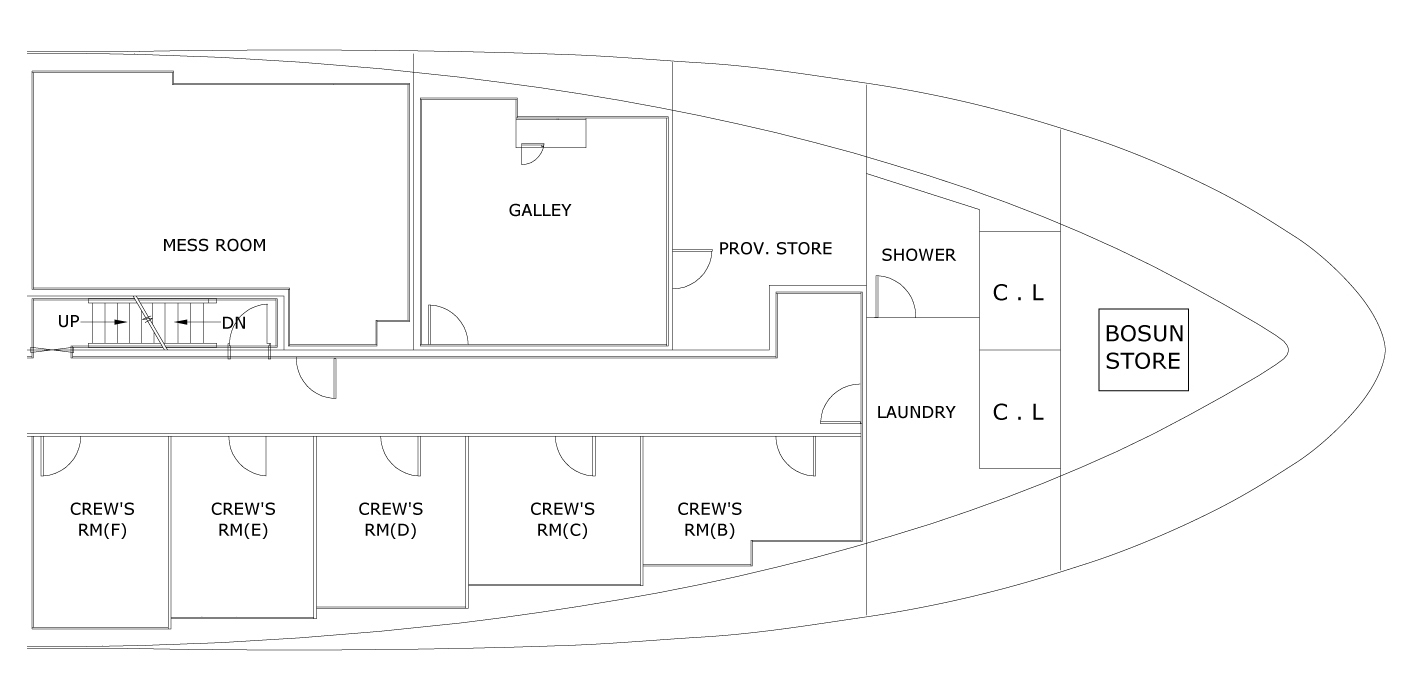 MESS ROOM
GALLEY
PROV. STORE
SHOWER
C . L
UP
DN
BOSUN
STORE
LAUNDRY
C . L
CREW'S
RM(F)
CREW'S
RM(E)
CREW'S
RM(D)
CREW'S
RM(C)
CREW'S
RM(B)